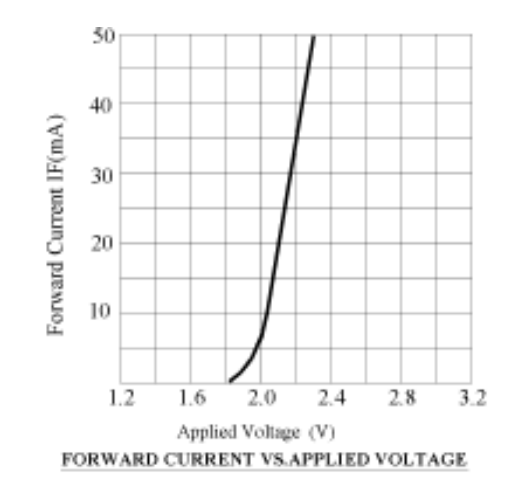 50
40
30
20
10
Forward Current IF(mA)
1.2 1.6 2.0 2.4 2.8 3.2
Applied Voltage (V)
FORWARD CURRENT VS.APPLIED VOLTAGE